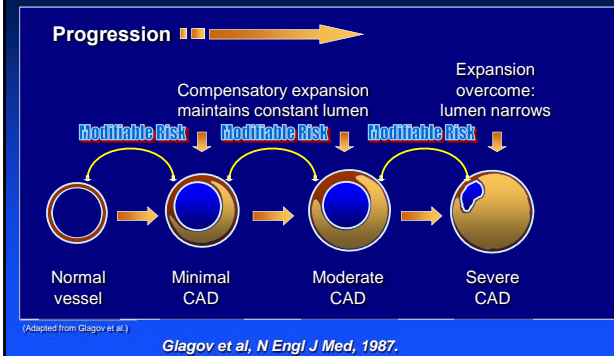 Progression
Compensatory expansion
maintains constant lumen
Expansion
overcome:
lumen narrows
Modifiable Risk
Modifiable Risk
Modifiable Risk
Normal
vessel
Minimal
CAD
Moderate
CAD
Severe
CAD
(Adapted from Glagov et al.)
Glagov et al, N Engl J Med, 1987.